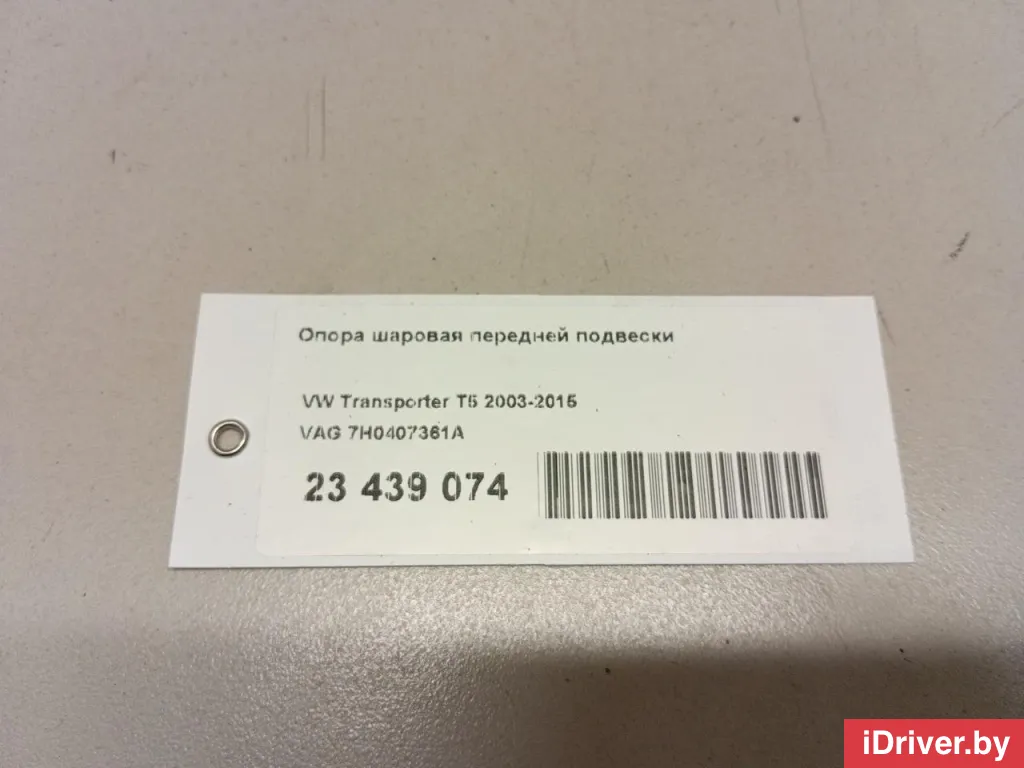 Опора шаровая передней подвески
VW Transporter T5 2003-2015
VAG 7H0407361A
23 439 074
iDriver.by